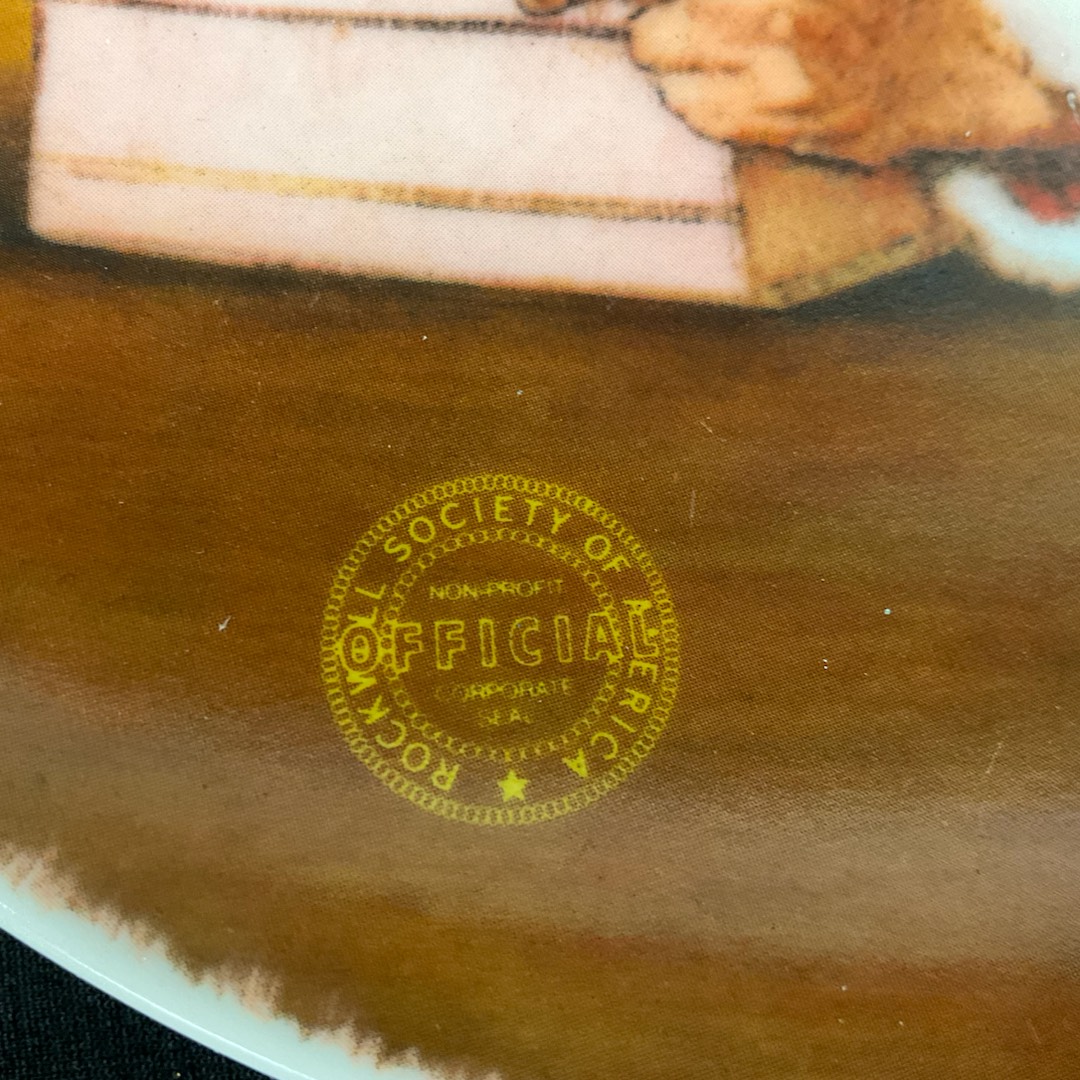 ROCKWELL SOCIETY OF AMERICA
NON-PROFIT
OFFICIAL
CORPORATE
SEAL